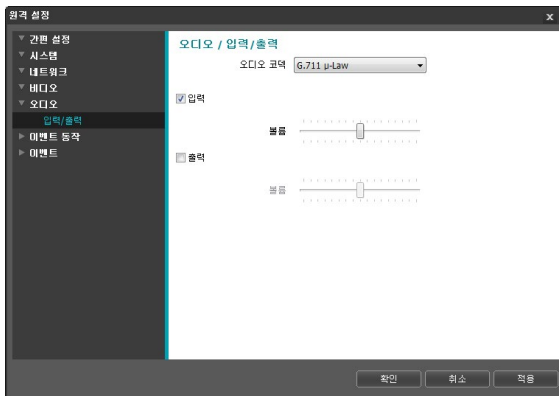 원격 설정
x
간편 설정
시스템
네트워크
비디오
오디오
입력/출력
이벤트 동작
이벤트
오디오 / 입력/출력
오디오 코덱 G.711 μ-Law
입력
볼륨
출력
볼륨
확인 취소 적용